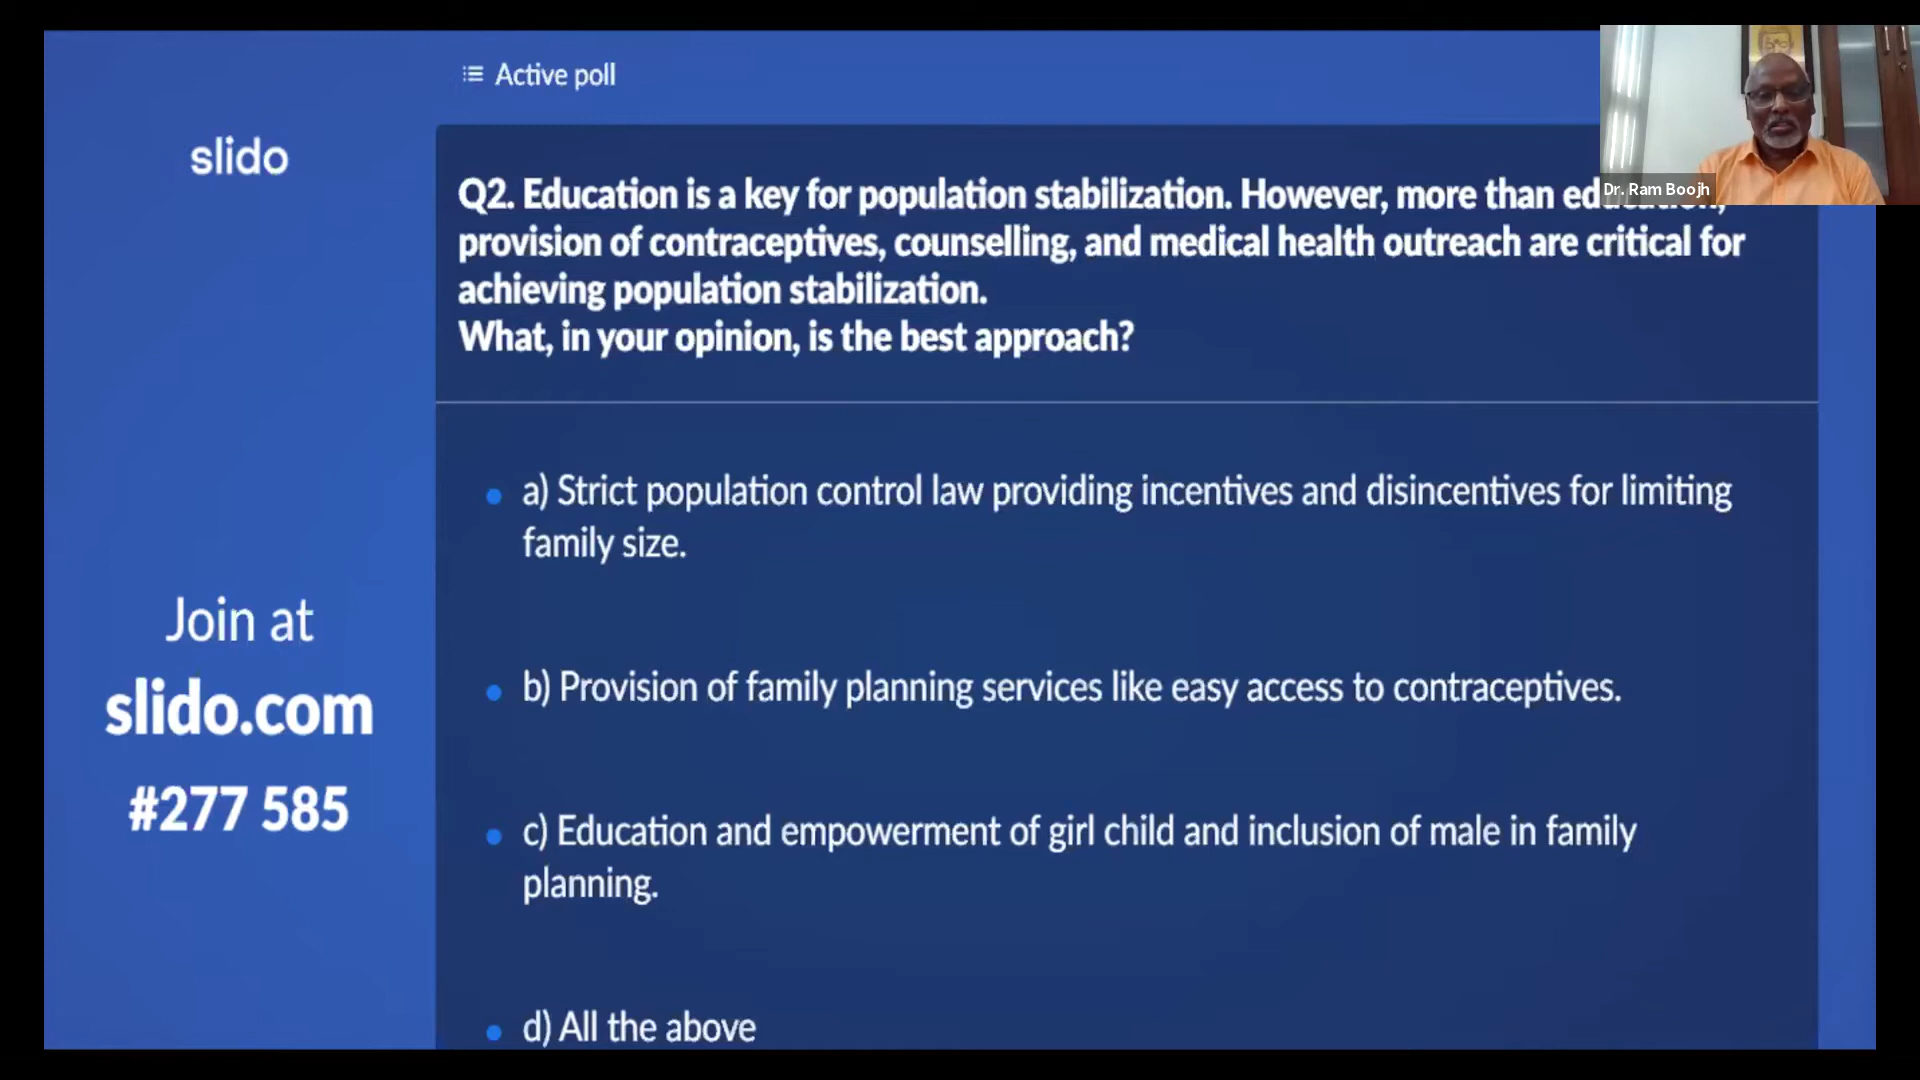 Active poll
slido
Q2. Education is a key for population stabilization. However, more than
provision of contraceptives, counselling, and medical health outreach are critical for
achieving population stabilization.
What, in your opinion, is the best approach?
Dr. Ram Boojh
a) Strict population control law providing incentives and disincentives for limiting
family size.
b) Provision of family planning services like easy access to contraceptives.
c) Education and empowerment of girl child and inclusion of male in family
planning.
d) All the above
Join at
slido.com
#277 585